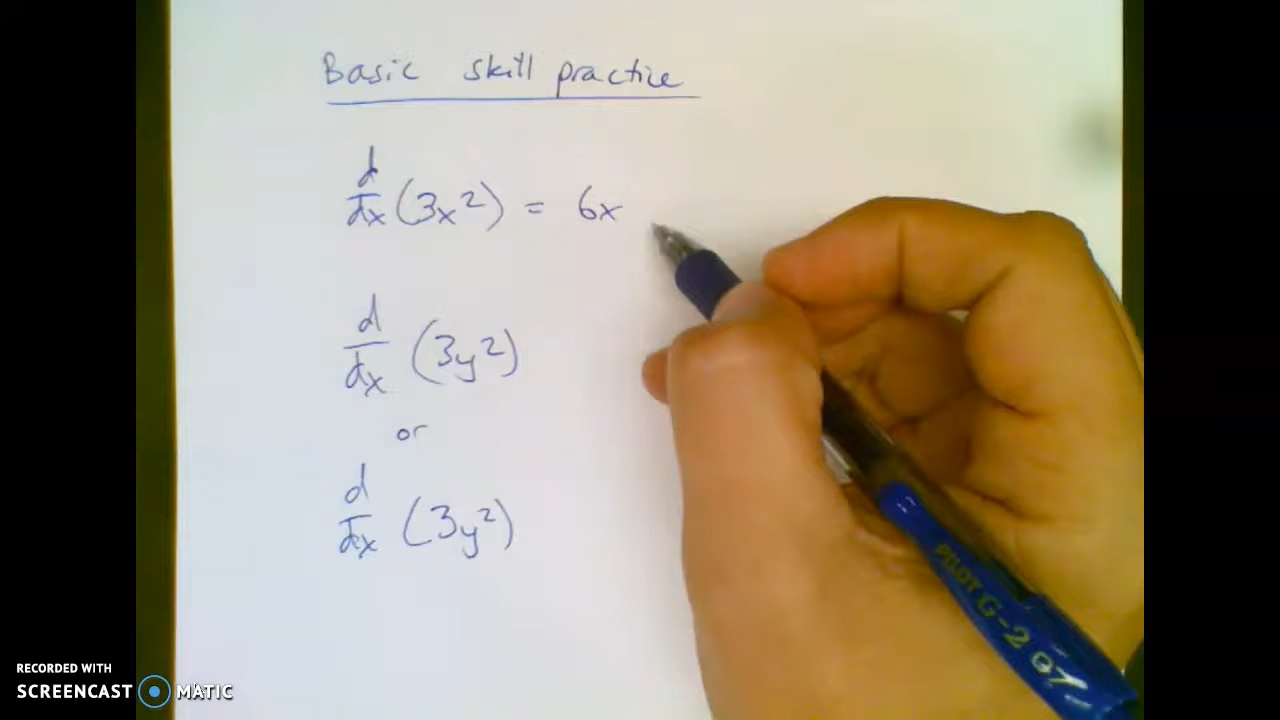 Basic skill practice
d/dx (3x²) = 6x
d/dx (3y²)
or
d/dx (3y²)
PILOT G-2 07
RECORDED WITH
SCREENCAST MATIC